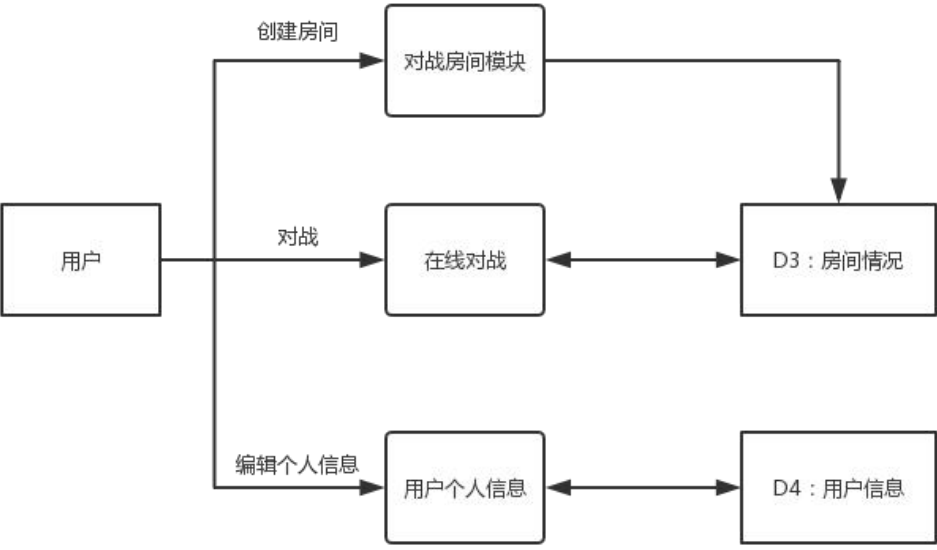 创建房间
对战房间模块
用户
对战
在线对战
D3：房间情况
编辑个人信息
用户个人信息
D4：用户信息